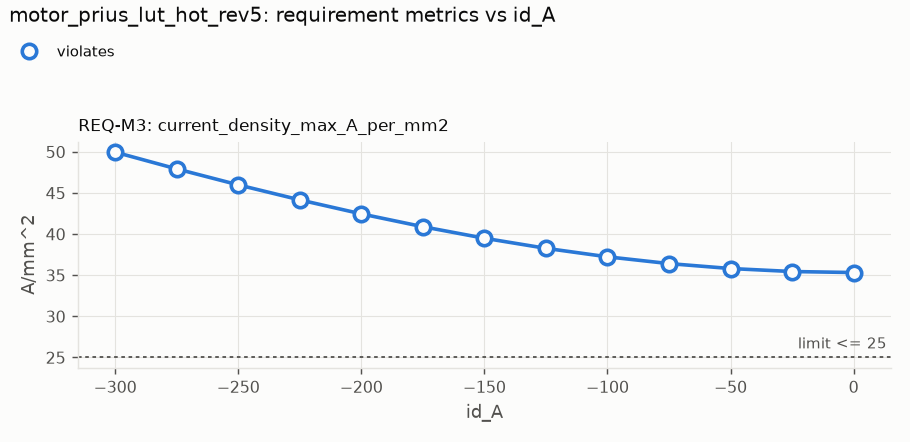 motor_prius_lut_hot_rev5: requirement metrics vs id_A
violates
REQ-M3: current_density_max_A_per_mm2
50
45
40
35
30
25
A/mm^2
limit <= 25
−300
−250
−200
−150
−100
−50
0
id_A